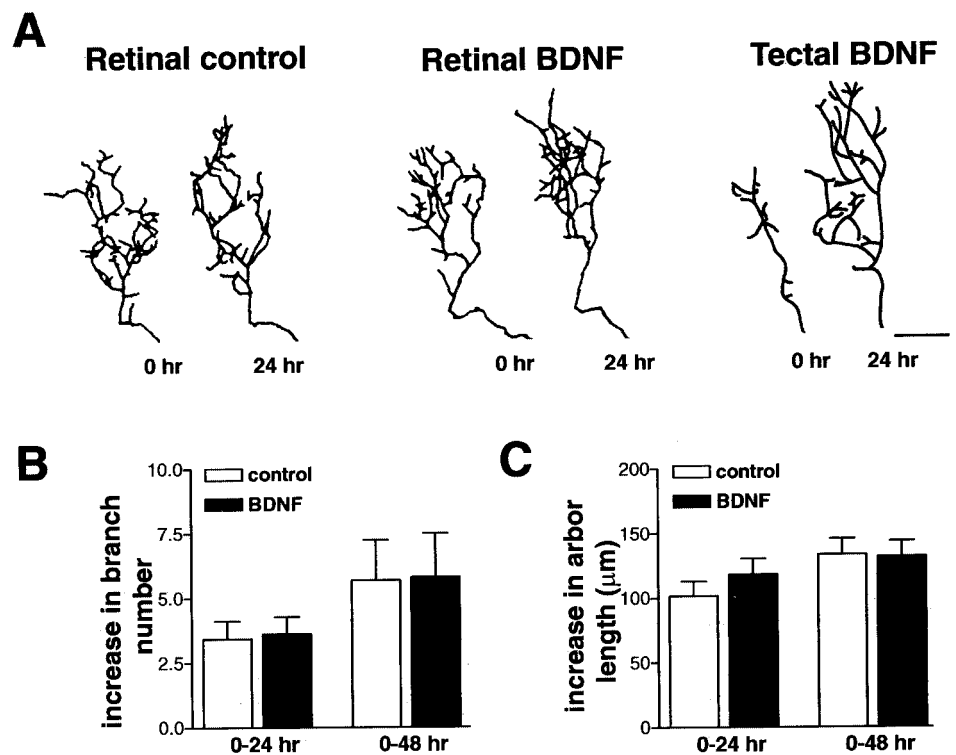 A
Retinal control
Retinal BDNF
Tectal BDNF
0 hr
24 hr
0 hr
24 hr
0 hr
24 hr
B
increase in branch
number
10.0
7.5
5.0
2.5
0.0
control
BDNF
0-24 hr
0-48 hr
C
increase in arbor
length (μm)
200
150
100
50
0
control
BDNF
0-24 hr
0-48 hr